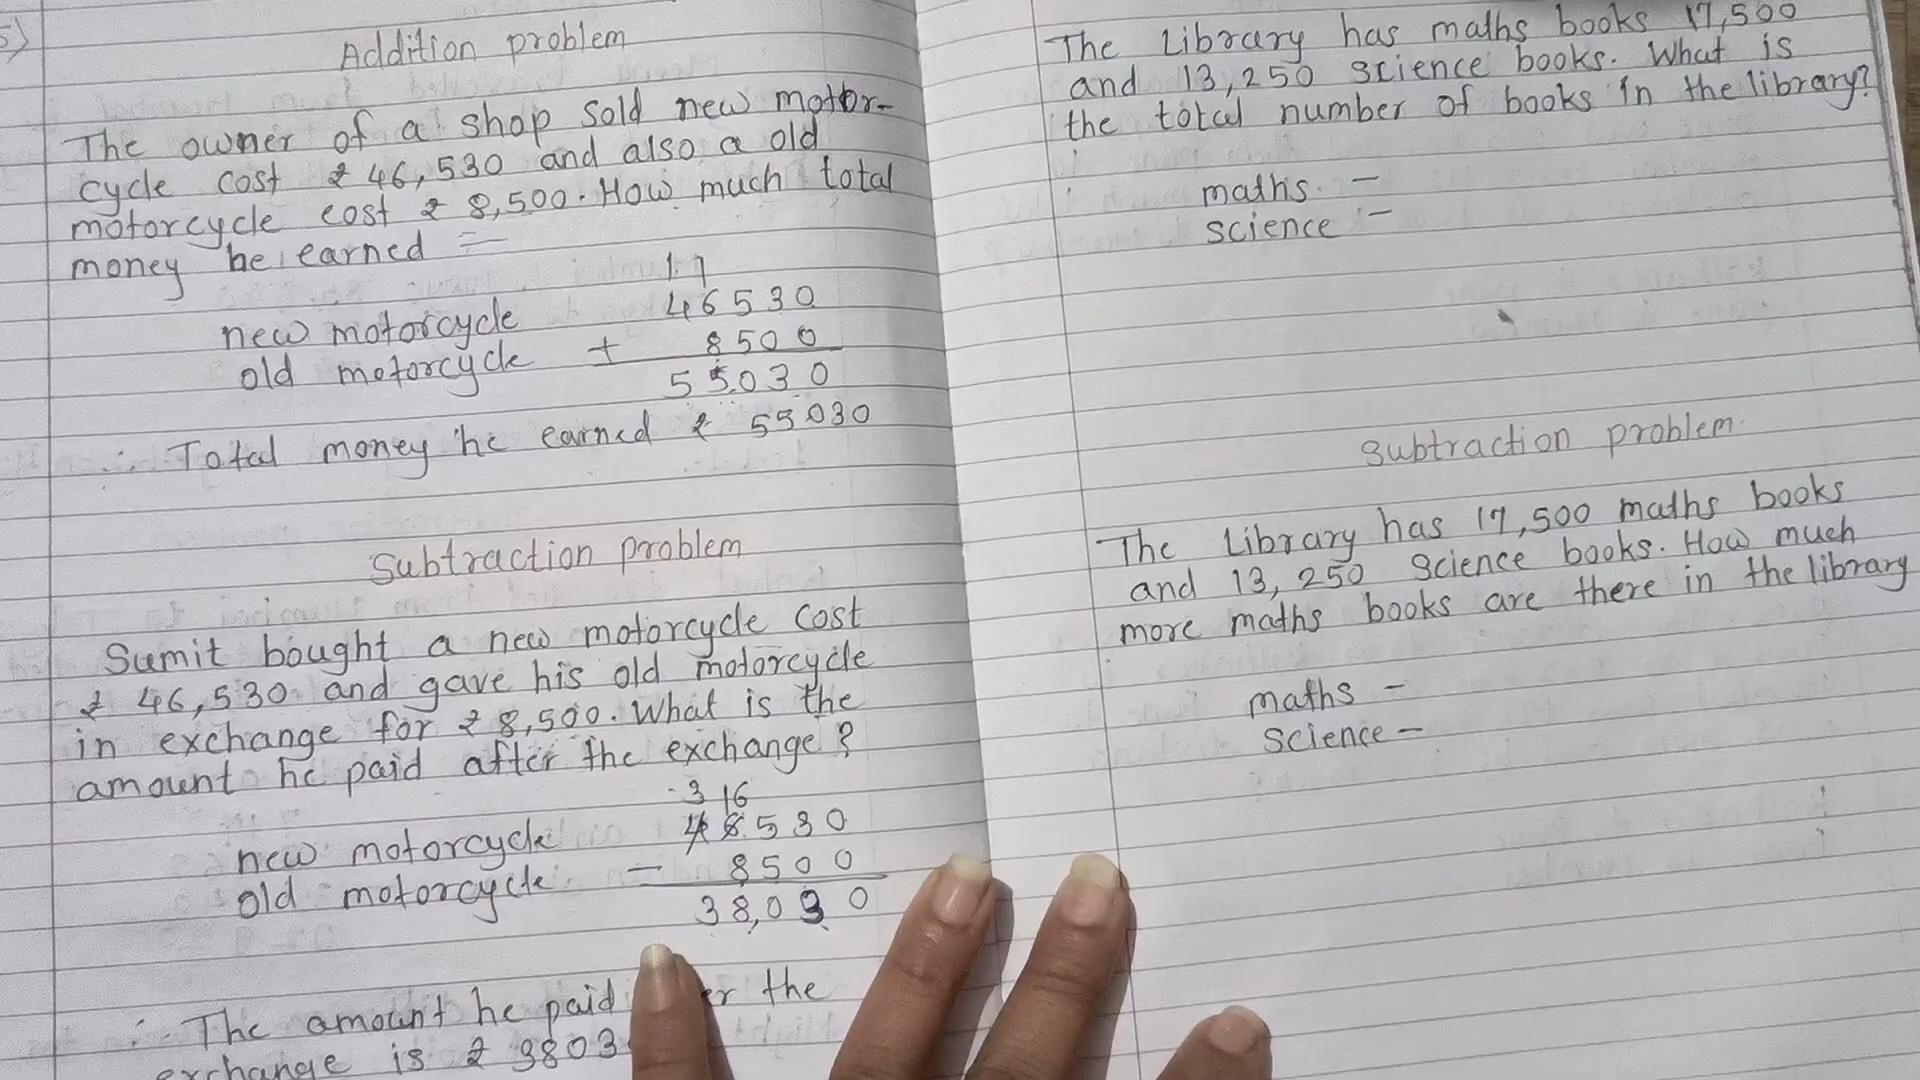 5)
Addition problem
The owner of a shop sold new motor-
cycle cost ₹ 46,530 and also a old
motorcycle cost ₹ 8,500. How much total
money he earned =
1 1
new motorcycle 46530
old motorcycle + 8500
55030
∴ Total money he earned ₹ 55030
Subtraction problem
Sumit bought a new motorcycle cost
₹ 46,530 and gave his old motorcycle
in exchange for ₹ 8,500. What is the
amount he paid after the exchange?
3 16
new motorcycle 46530
old motorcycle - 8500
38,030
∴ The amount he paid the
exchange is ₹ 3803
The Library has maths books 17,500
and 13,250 science books. What is
the total number of books in the library?
maths -
science -
Subtraction problem
The Library has 17,500 maths books
and 13,250 science books. How much
more maths books are there in the library
maths -
science -